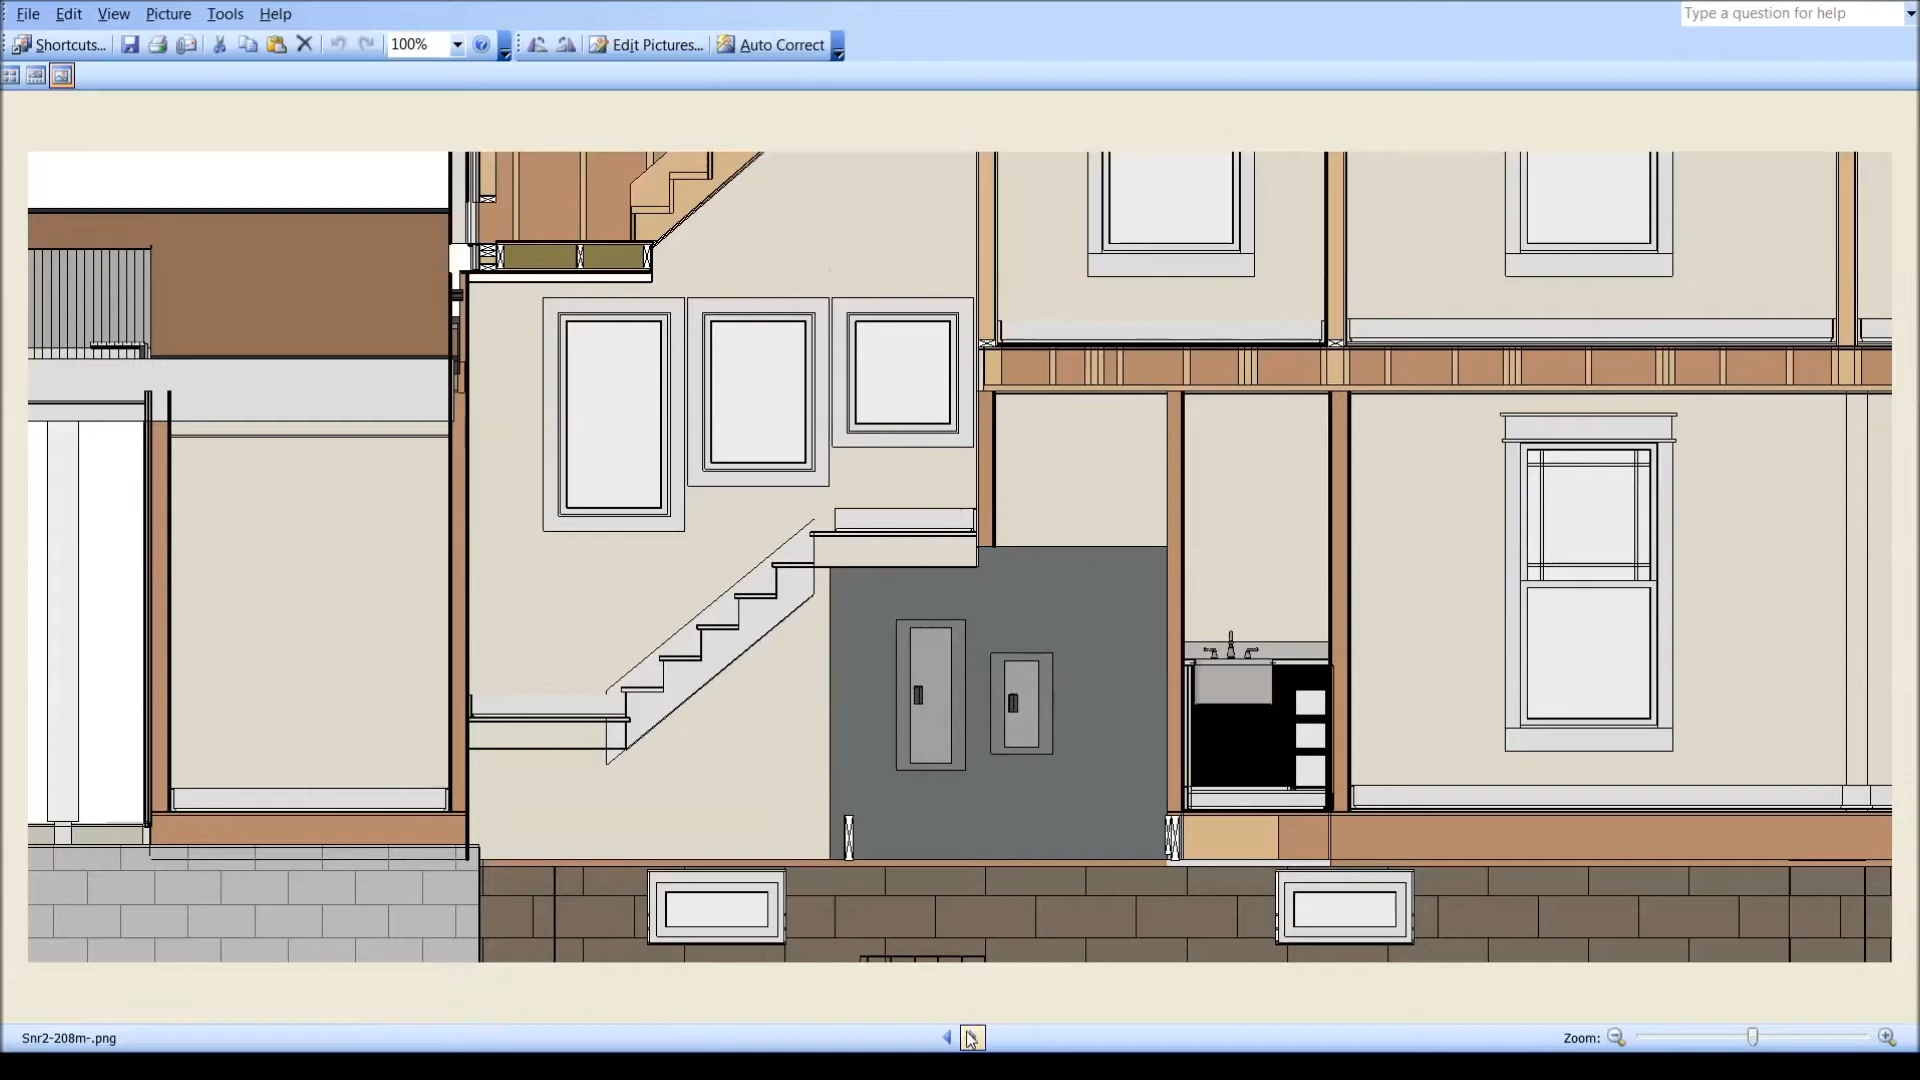 File Edit View Picture Tools Help
Type a question for help
Shortcuts... 100% Edit Pictures... Auto Correct
Snr2-208m-.png
Zoom: